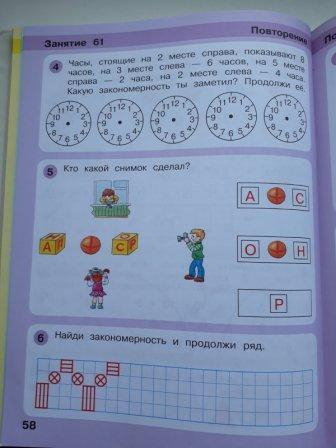 Занятие 61
Повторение
4 Часы, стоящие на 2 месте справа, показывают 8
часов, на 3 месте слева — 6 часов, на 5 месте
справа — 2 часа, на 2 месте слева — 4 часа.
Какую закономерность ты заметил? Продолжи её.
5 Кто какой снимок сделал?
А С
А Н С Р
О Н
Р
6 Найди закономерность и продолжи ряд.
58